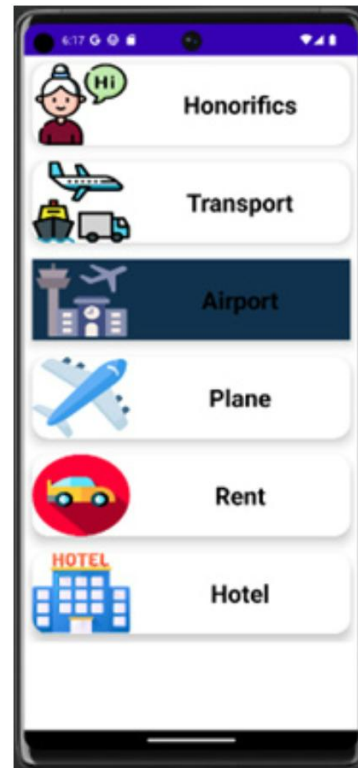 6:17 G
Hi
Honorifics
Transport
Airport
Plane
Rent
HOTEL
Hotel